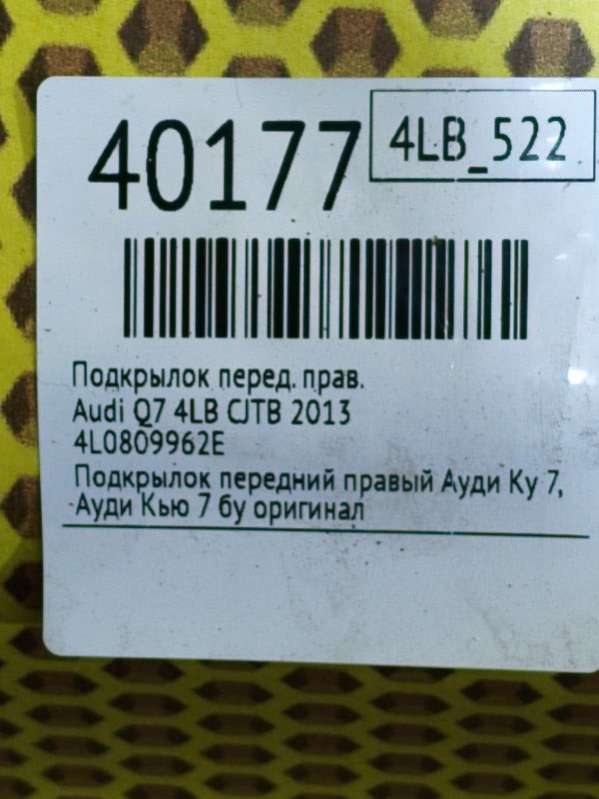 40177
4LB_522
Подкрылок перед. прав.
Audi Q7 4LB CJTB 2013
4L0809962E
Подкрылок передний правый Ауди Ку 7,
Ауди Кью 7 бу оригинал